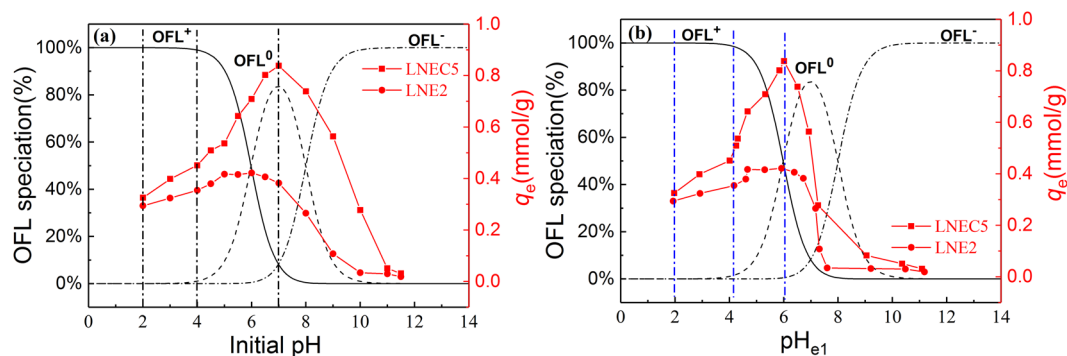 (a)
OFL+
OFL0
OFL-
LNEC5
LNE2
OFL speciation(%)
100%
80%
60%
40%
20%
0%
qe(mmol/g)
1.0
0.8
0.6
0.4
0.2
0.0
0 2 4 6 8 10 12 14
Initial pH
(b)
OFL+
OFL0
OFL-
LNEC5
LNE2
OFL speciation(%)
100%
80%
60%
40%
20%
0%
qe(mmol/g)
1.0
0.8
0.6
0.4
0.2
0.0
0 2 4 6 8 10 12 14
pHe1